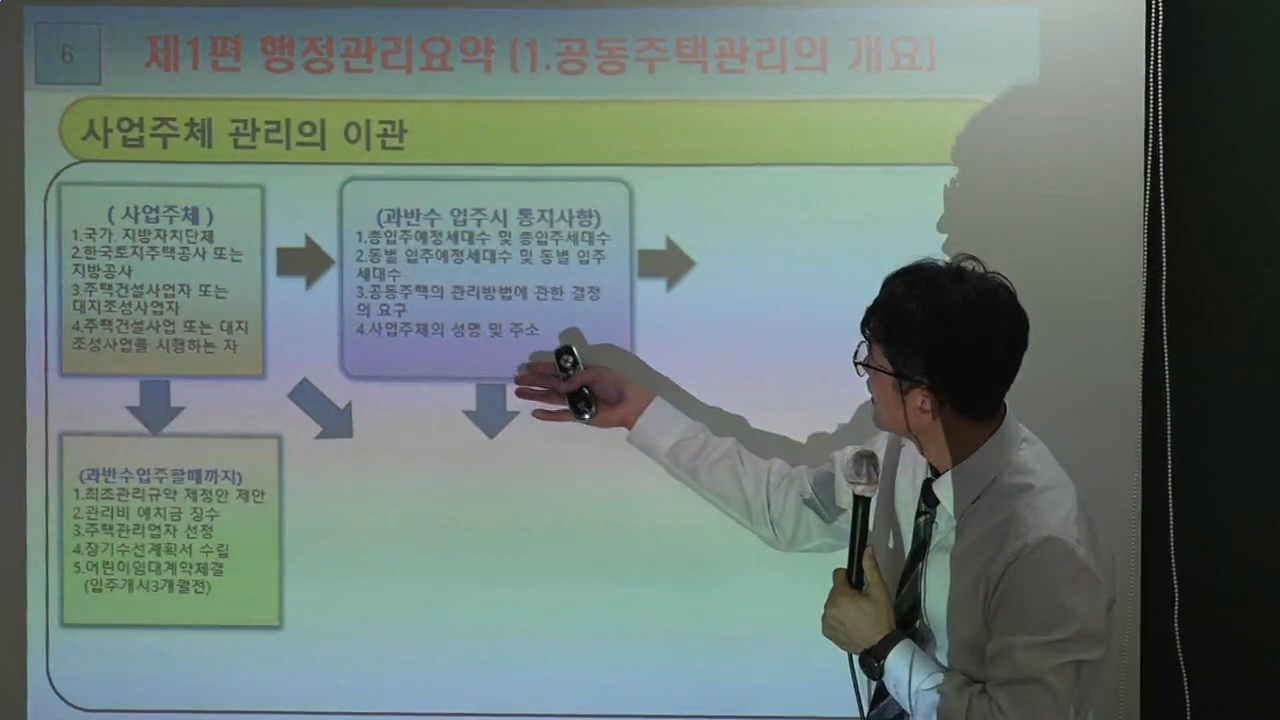 6
제1편 행정관리요약 [1.공동주택관리의 개요]
사업주체 관리의 이관
( 사업주체 )
1.국가, 지방자치단체
2.한국토지주택공사 또는
지방공사
3.주택건설사업자 또는
대지조성사업자
4.주택건설사업 또는 대지
조성사업을 시행하는 자
(과반수 입주시 통지사항)
1.총입주예정세대수 및 총입주세대수
2.동별 입주예정세대수 및 동별 입주
세대수
3.공동주택의 관리방법에 관한 결정
의 요구
4.사업주체의 성명 및 주소
(과반수입주할때까지)
1.최초관리규약 제정안 제안
2.관리비 예치금 징수
3.주택관리업자 선정
4.장기수선계획서 수립
5.어린이임대계약체결
(입주개시3개월전)